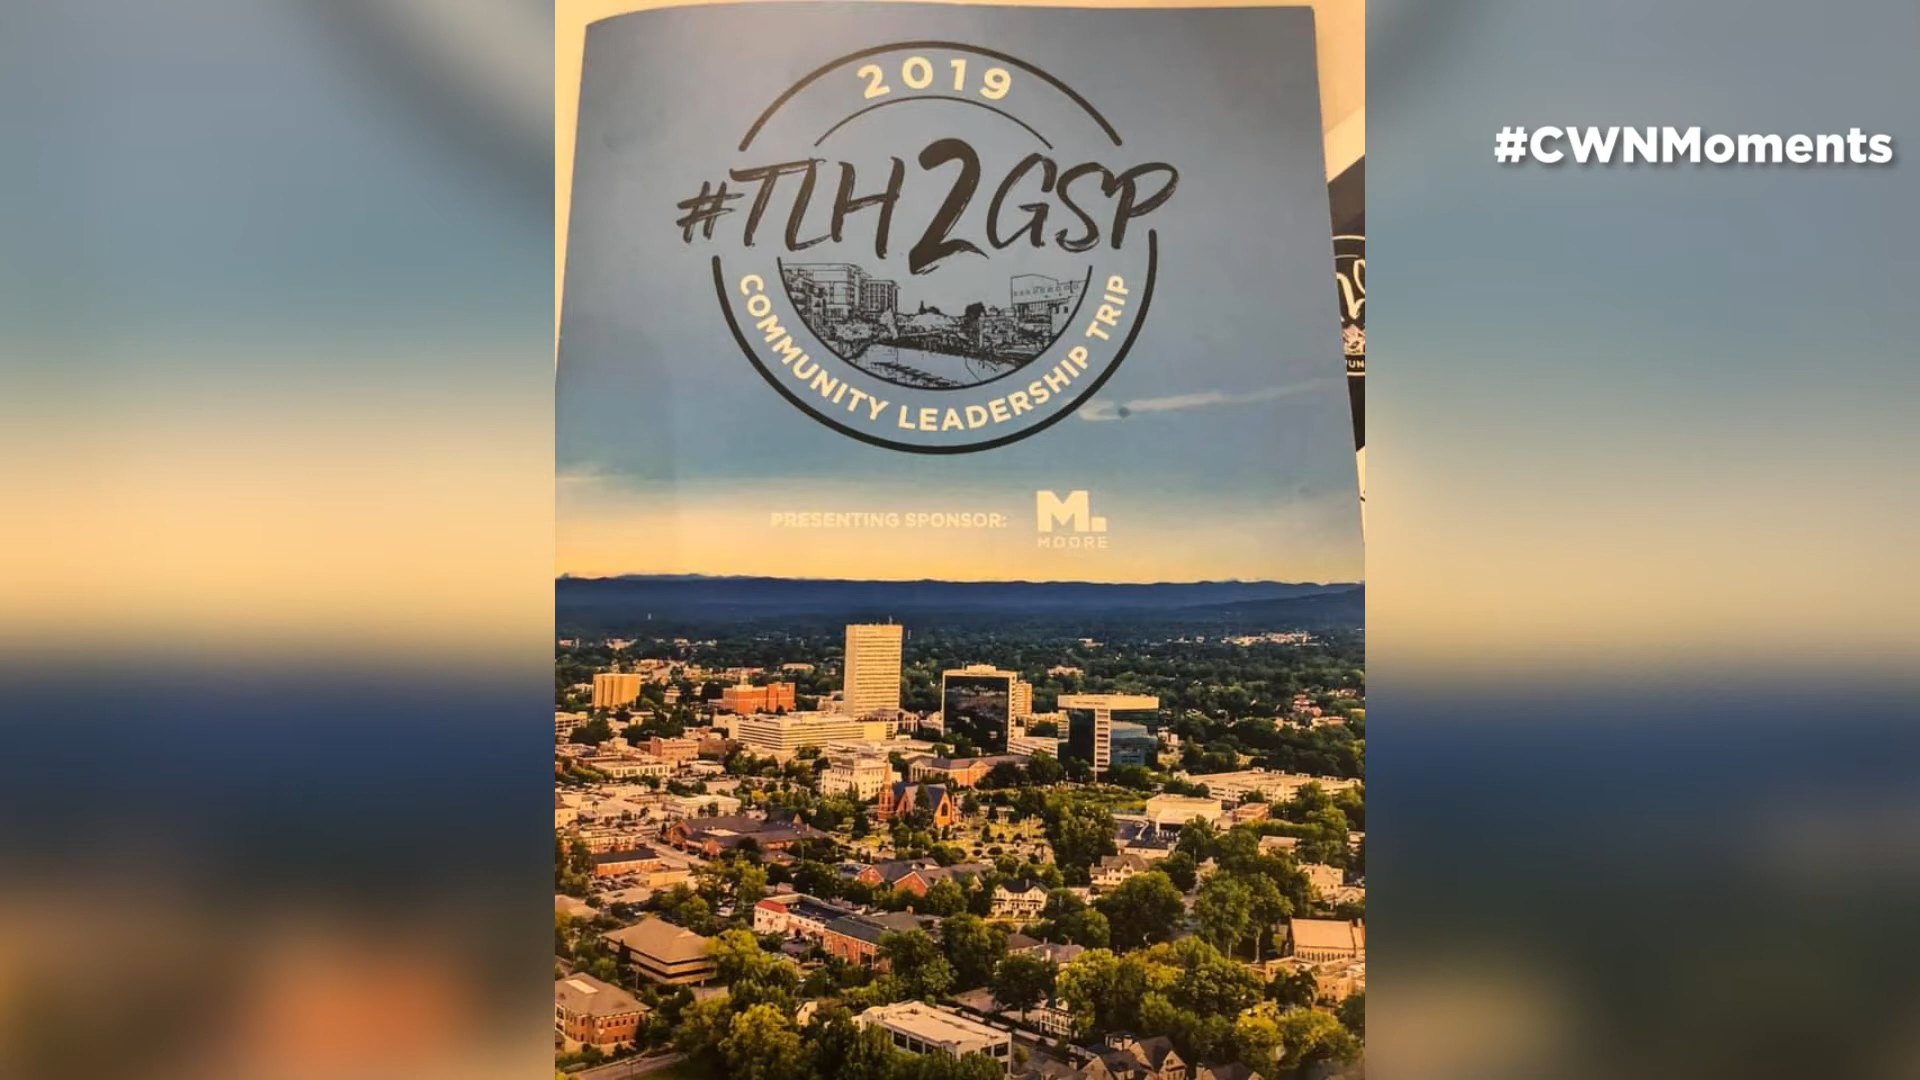 2019
#TLH2GSP
COMMUNITY LEADERSHIP TRIP
PRESENTING SPONSOR:
M.
MOORE
#CWNMoments